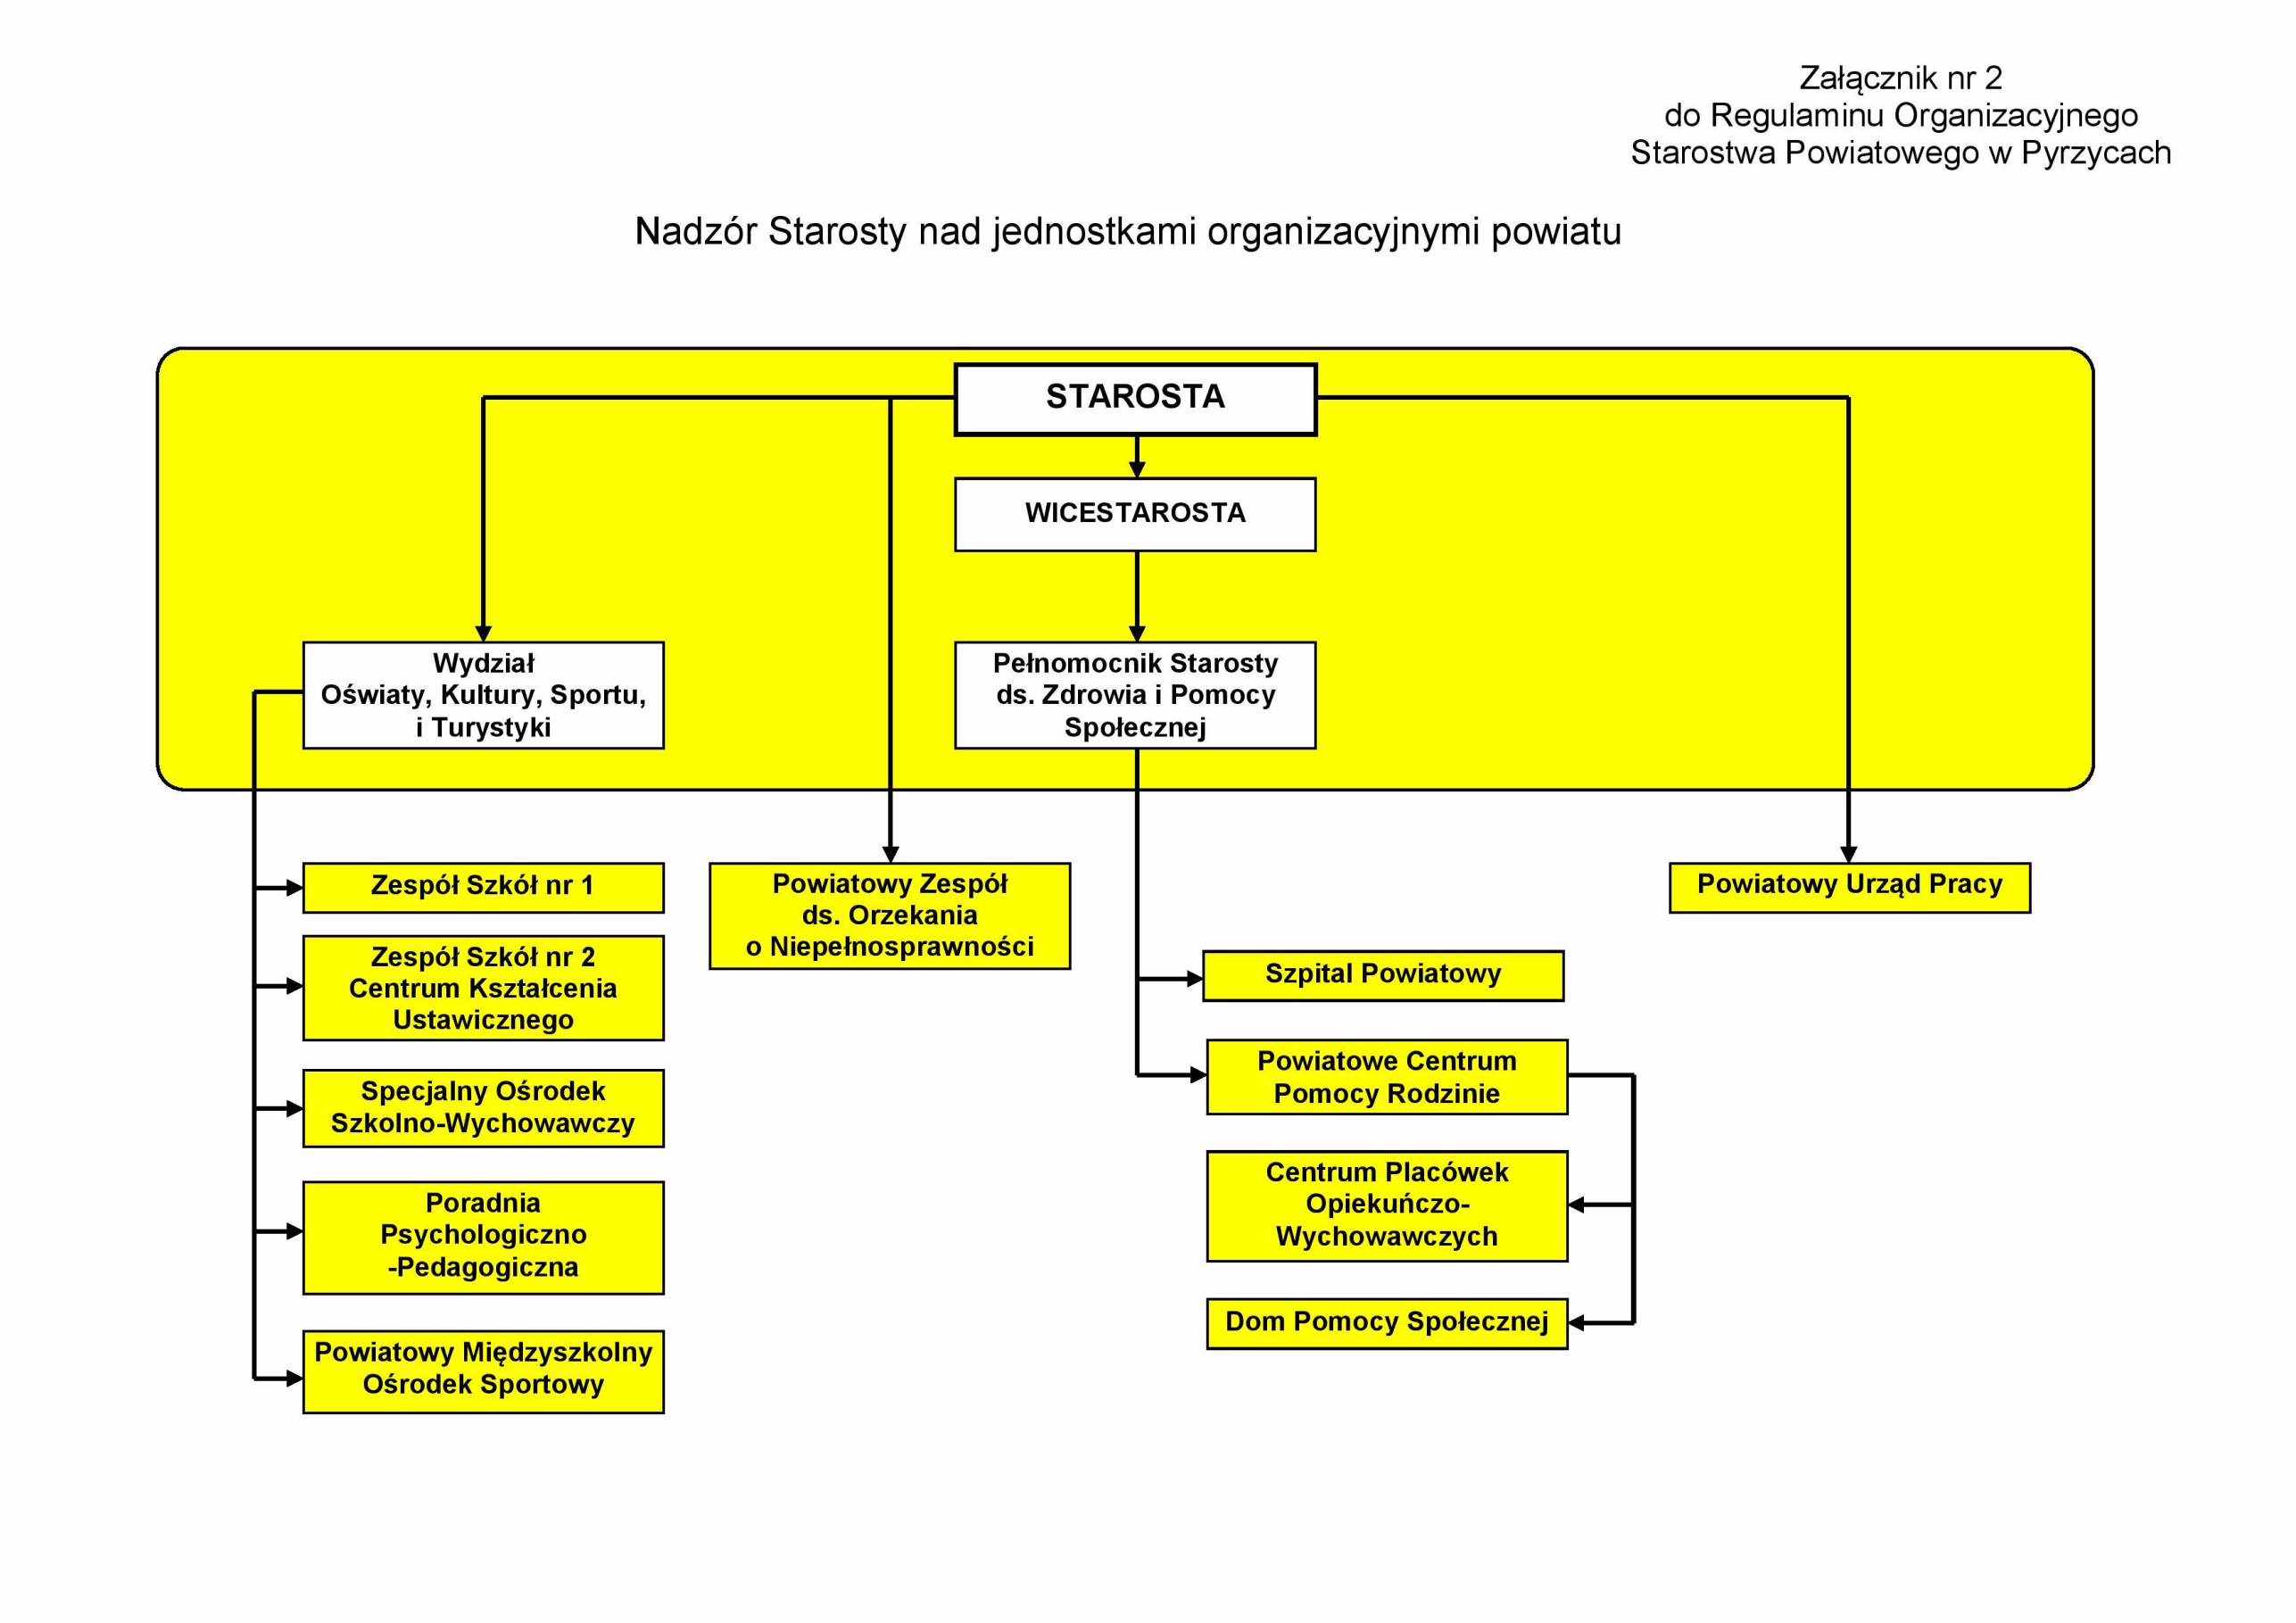 Załącznik nr 2
do Regulaminu Organizacyjnego
Starostwa Powiatowego w Pyrzycach
Nadzór Starosty nad jednostkami organizacyjnymi powiatu
STAROSTA
WICESTAROSTA
Wydział
Oświaty, Kultury, Sportu,
i Turystyki
Pełnomocnik Starosty
ds. Zdrowia i Pomocy
Społecznej
Zespół Szkół nr 1
Zespół Szkół nr 2
Centrum Kształcenia
Ustawicznego
Specjalny Ośrodek
Szkolno-Wychowawczy
Poradnia
Psychologiczno
-Pedagogiczna
Powiatowy Międzyszkolny
Ośrodek Sportowy
Powiatowy Zespół
ds. Orzekania
o Niepełnosprawności
Szpital Powiatowy
Powiatowe Centrum
Pomocy Rodzinie
Centrum Placówek
Opiekuńczo-
Wychowawczych
Dom Pomocy Społecznej
Powiatowy Urząd Pracy